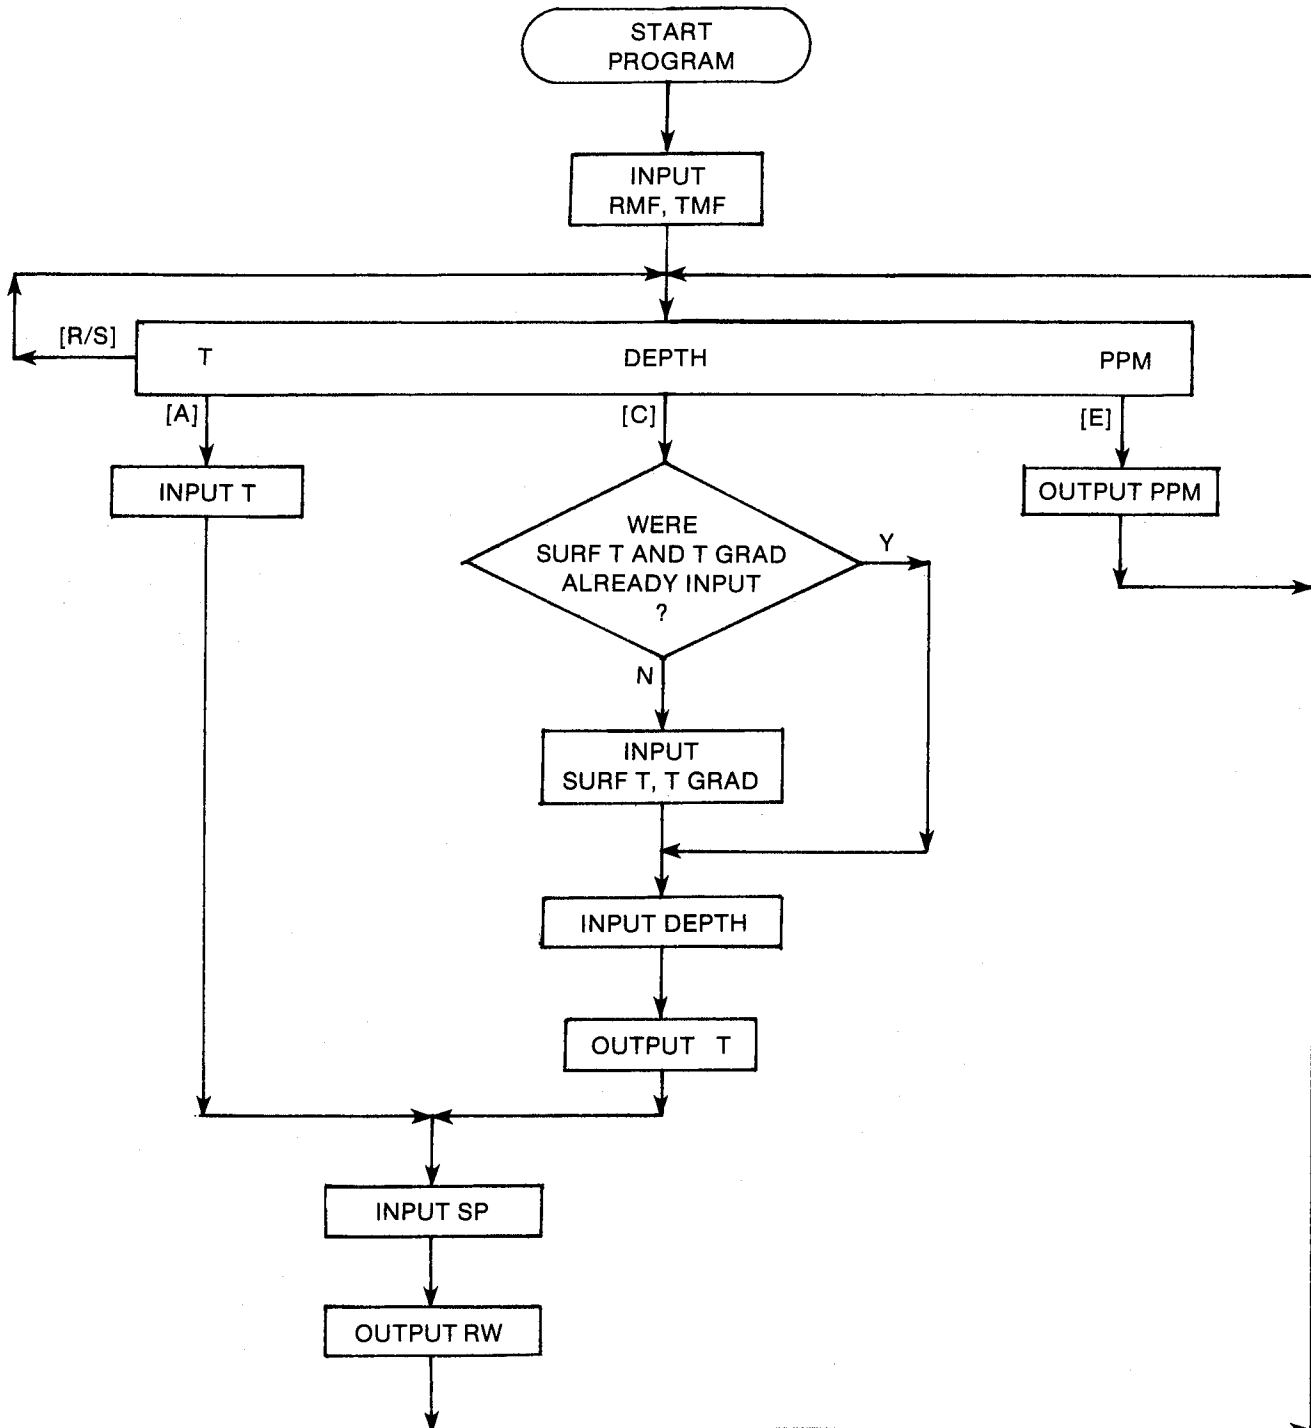 START
PROGRAM
INPUT
RMF, TMF
[R/S]
T DEPTH PPM
[A] [C] [E]
INPUT T
OUTPUT PPM
WERE
SURF T AND T GRAD
ALREADY INPUT
?
Y
N
INPUT
SURF T, T GRAD
INPUT DEPTH
OUTPUT T
INPUT SP
OUTPUT RW